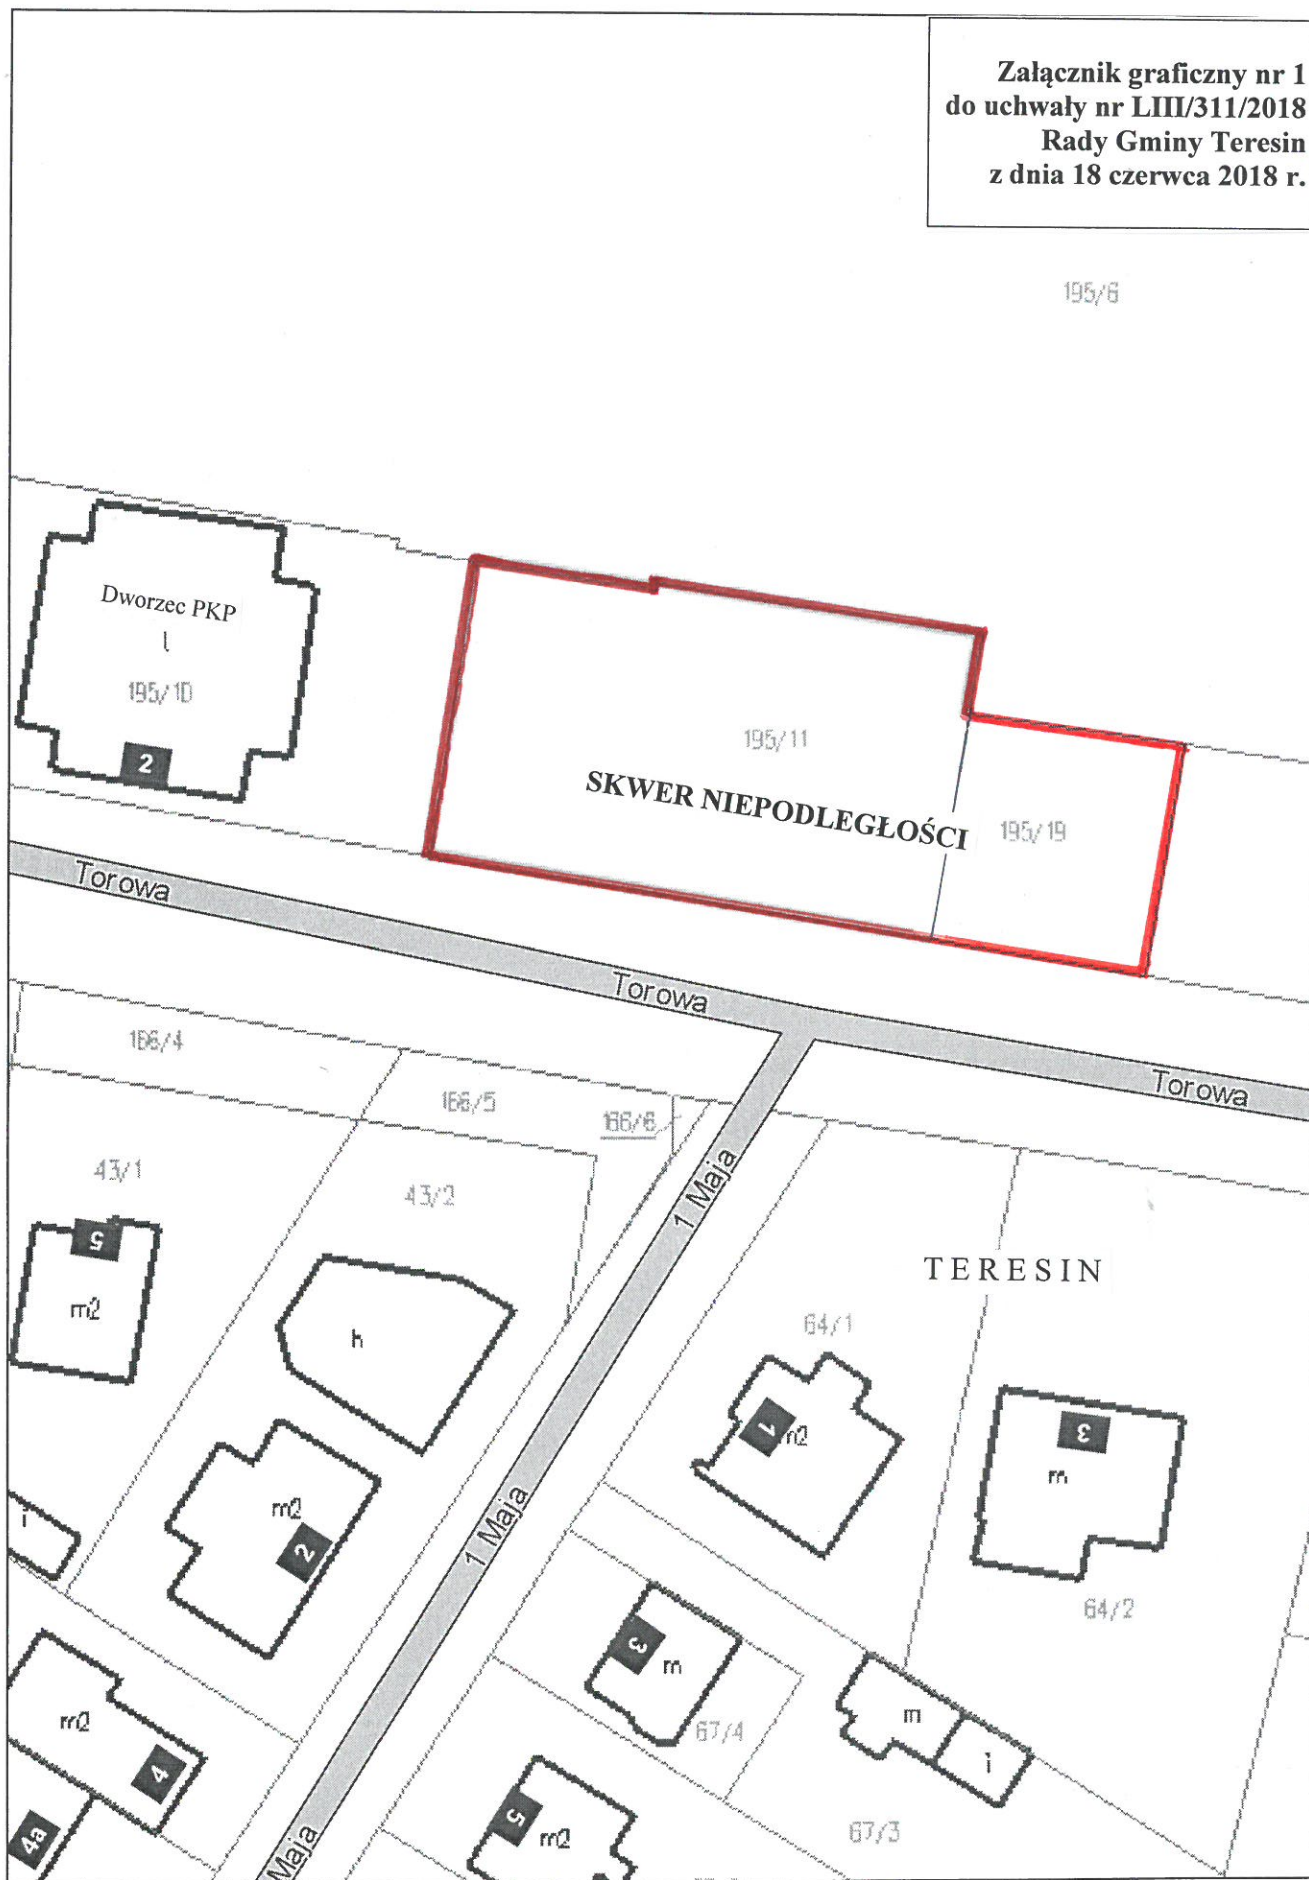 Załącznik graficzny nr 1
do uchwały nr LIII/311/2018
Rady Gminy Teresin
z dnia 18 czerwca 2018 r.
195/6
Dworzec PKP
l
195/10
2
195/11
SKWER NIEPODLEGŁOŚCI
195/19
Torowa
Torowa
Torowa
166/4
166/5
166/6
43/1
43/2
1 Maja
5
m2
h
TERESIN
64/1
1
m2
3
m
64/2
m2
2
i
1 Maja
3
m
67/4
m
i
67/3
m2
4
4a
5
m2
Maja